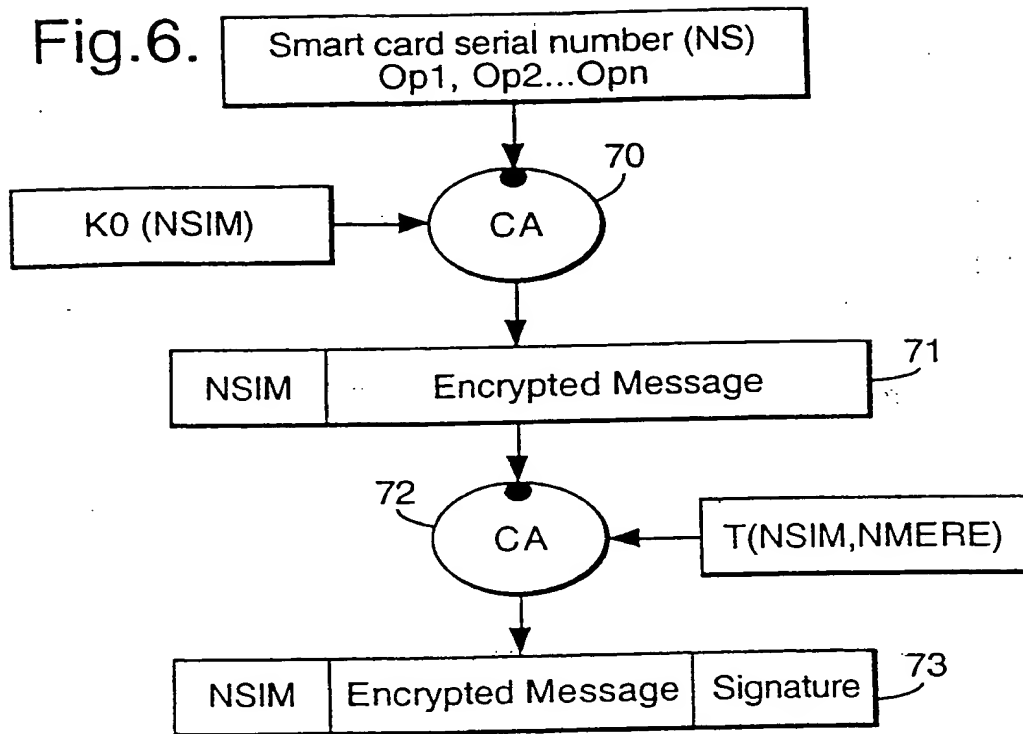 Fig.6.
Smart card serial number (NS)
Op1, Op2...Opn
70
K0 (NSIM)
CA
71
NSIM
Encrypted Message
72
CA
T(NSIM,NMERE)
73
NSIM
Encrypted Message
Signature